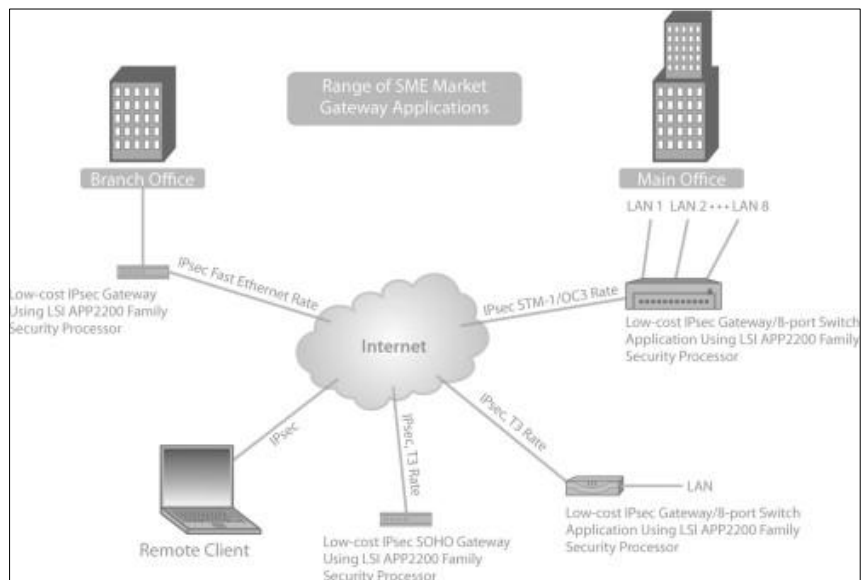 Range of SME Market
Gateway Applications
Branch Office
Main Office
LAN 1 LAN 2 ••• LAN 8
IPsec Fast Ethernet Rate
IPsec STM-1/OC3 Rate
Low-cost IPsec Gateway
Using LSI APP2200 Family
Security Processor
Low-cost IPsec Gateway/8-port Switch
Application Using LSI APP2200 Family
Security Processor
Internet
IPsec
IPsec, T3 Rate
IPsec, T3 Rate
LAN
Remote Client
Low-cost IPsec SOHO Gateway
Using LSI APP2200 Family
Security Processor
Low-cost IPsec Gateway/8-port Switch
Application Using LSI APP2200 Family
Security Processor